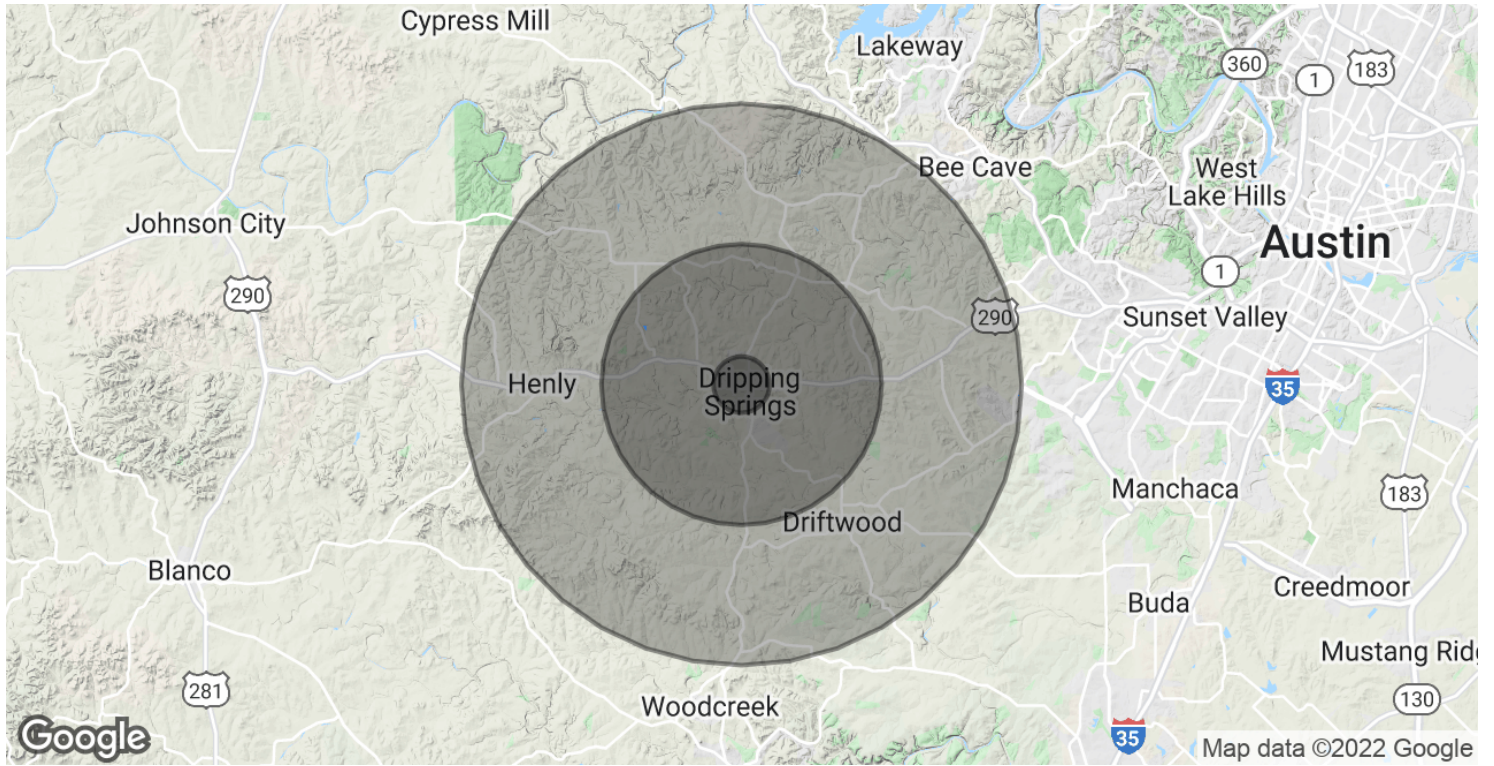 Cypress Mill
Lakeway
360
1
183
Bee Cave
West
Lake Hills
Johnson City
Austin
290
1
290
Sunset Valley
Henly
Dripping
Springs
35
Manchaca
183
Driftwood
Blanco
Creedmoor
Buda
Mustang Ridg
281
130
Woodcreek
Google
35
Map data ©2022 Google